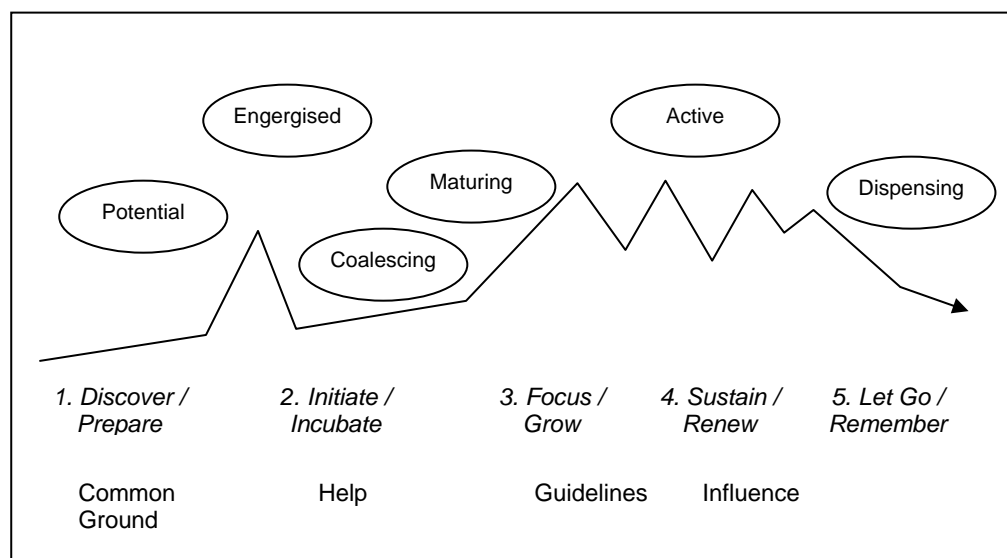 Engergised
Active
Maturing
Dispensing
Potential
Coalescing
1. Discover /
Prepare
2. Initiate /
Incubate
3. Focus /
Grow
4. Sustain /
Renew
5. Let Go /
Remember
Common
Ground
Help
Guidelines
Influence